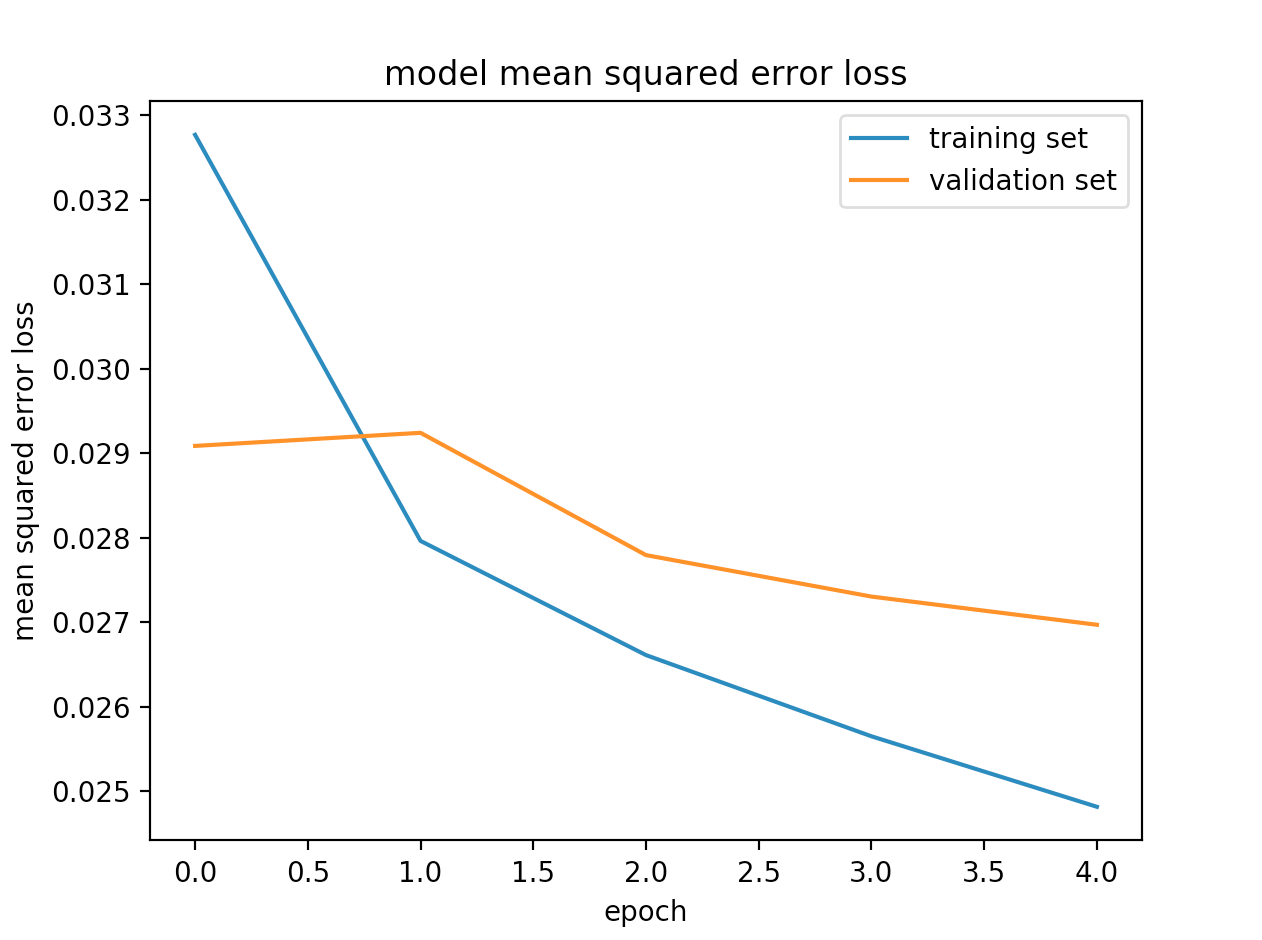 model mean squared error loss
training set
validation set
mean squared error loss
0.033
0.032
0.031
0.030
0.029
0.028
0.027
0.026
0.025
0.0 0.5 1.0 1.5 2.0 2.5 3.0 3.5 4.0
epoch